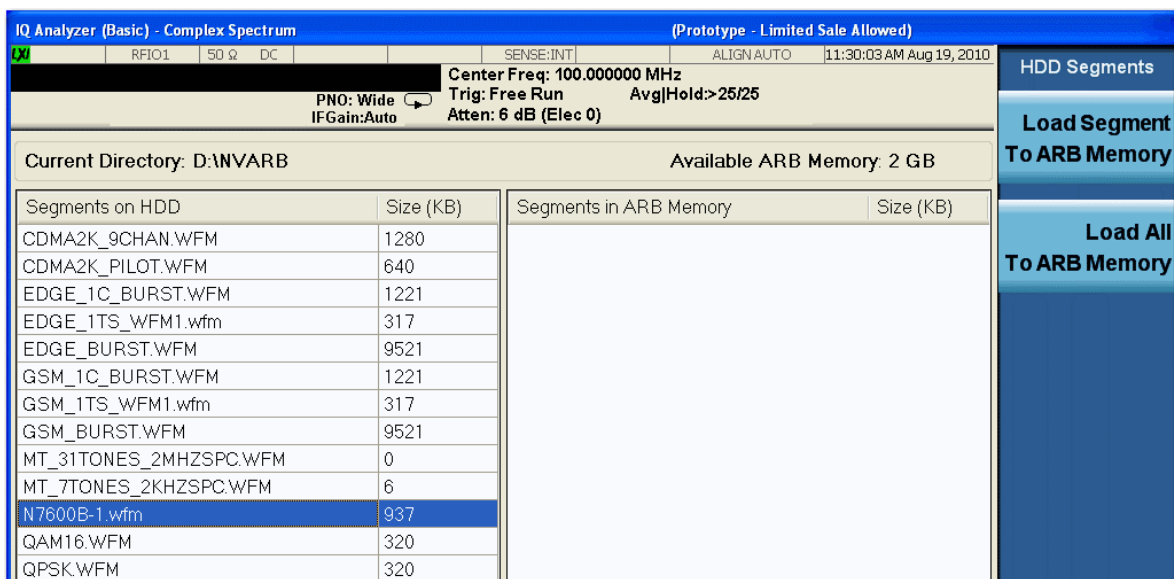 IQ Analyzer (Basic) - Complex Spectrum (Prototype - Limited Sale Allowed)
LXI RFIO1 50 Ω DC SENSE:INT ALIGN AUTO 11:30:03 AM Aug 19, 2010
Center Freq: 100.000000 MHz
PNO: Wide Trig: Free Run Avg|Hold:>25/25
IFGain:Auto Atten: 6 dB (Elec 0)
HDD Segments
Load Segment
To ARB Memory
Load All
To ARB Memory
Current Directory: D:\NVARB Available ARB Memory: 2 GB
Segments on HDD Size (KB) Segments in ARB Memory Size (KB)
CDMA2K_9CHAN.WFM 1280
CDMA2K_PILOT.WFM 640
EDGE_1C_BURST.WFM 1221
EDGE_1TS_WFM1.wfm 317
EDGE_BURST.WFM 9521
GSM_1C_BURST.WFM 1221
GSM_1TS_WFM1.wfm 317
GSM_BURST.WFM 9521
MT_31TONES_2MHZSPC.WFM 0
MT_7TONES_2KHZSPC.WFM 6
N7600B-1.wfm 937
QAM16.WFM 320
QPSK.WFM 320